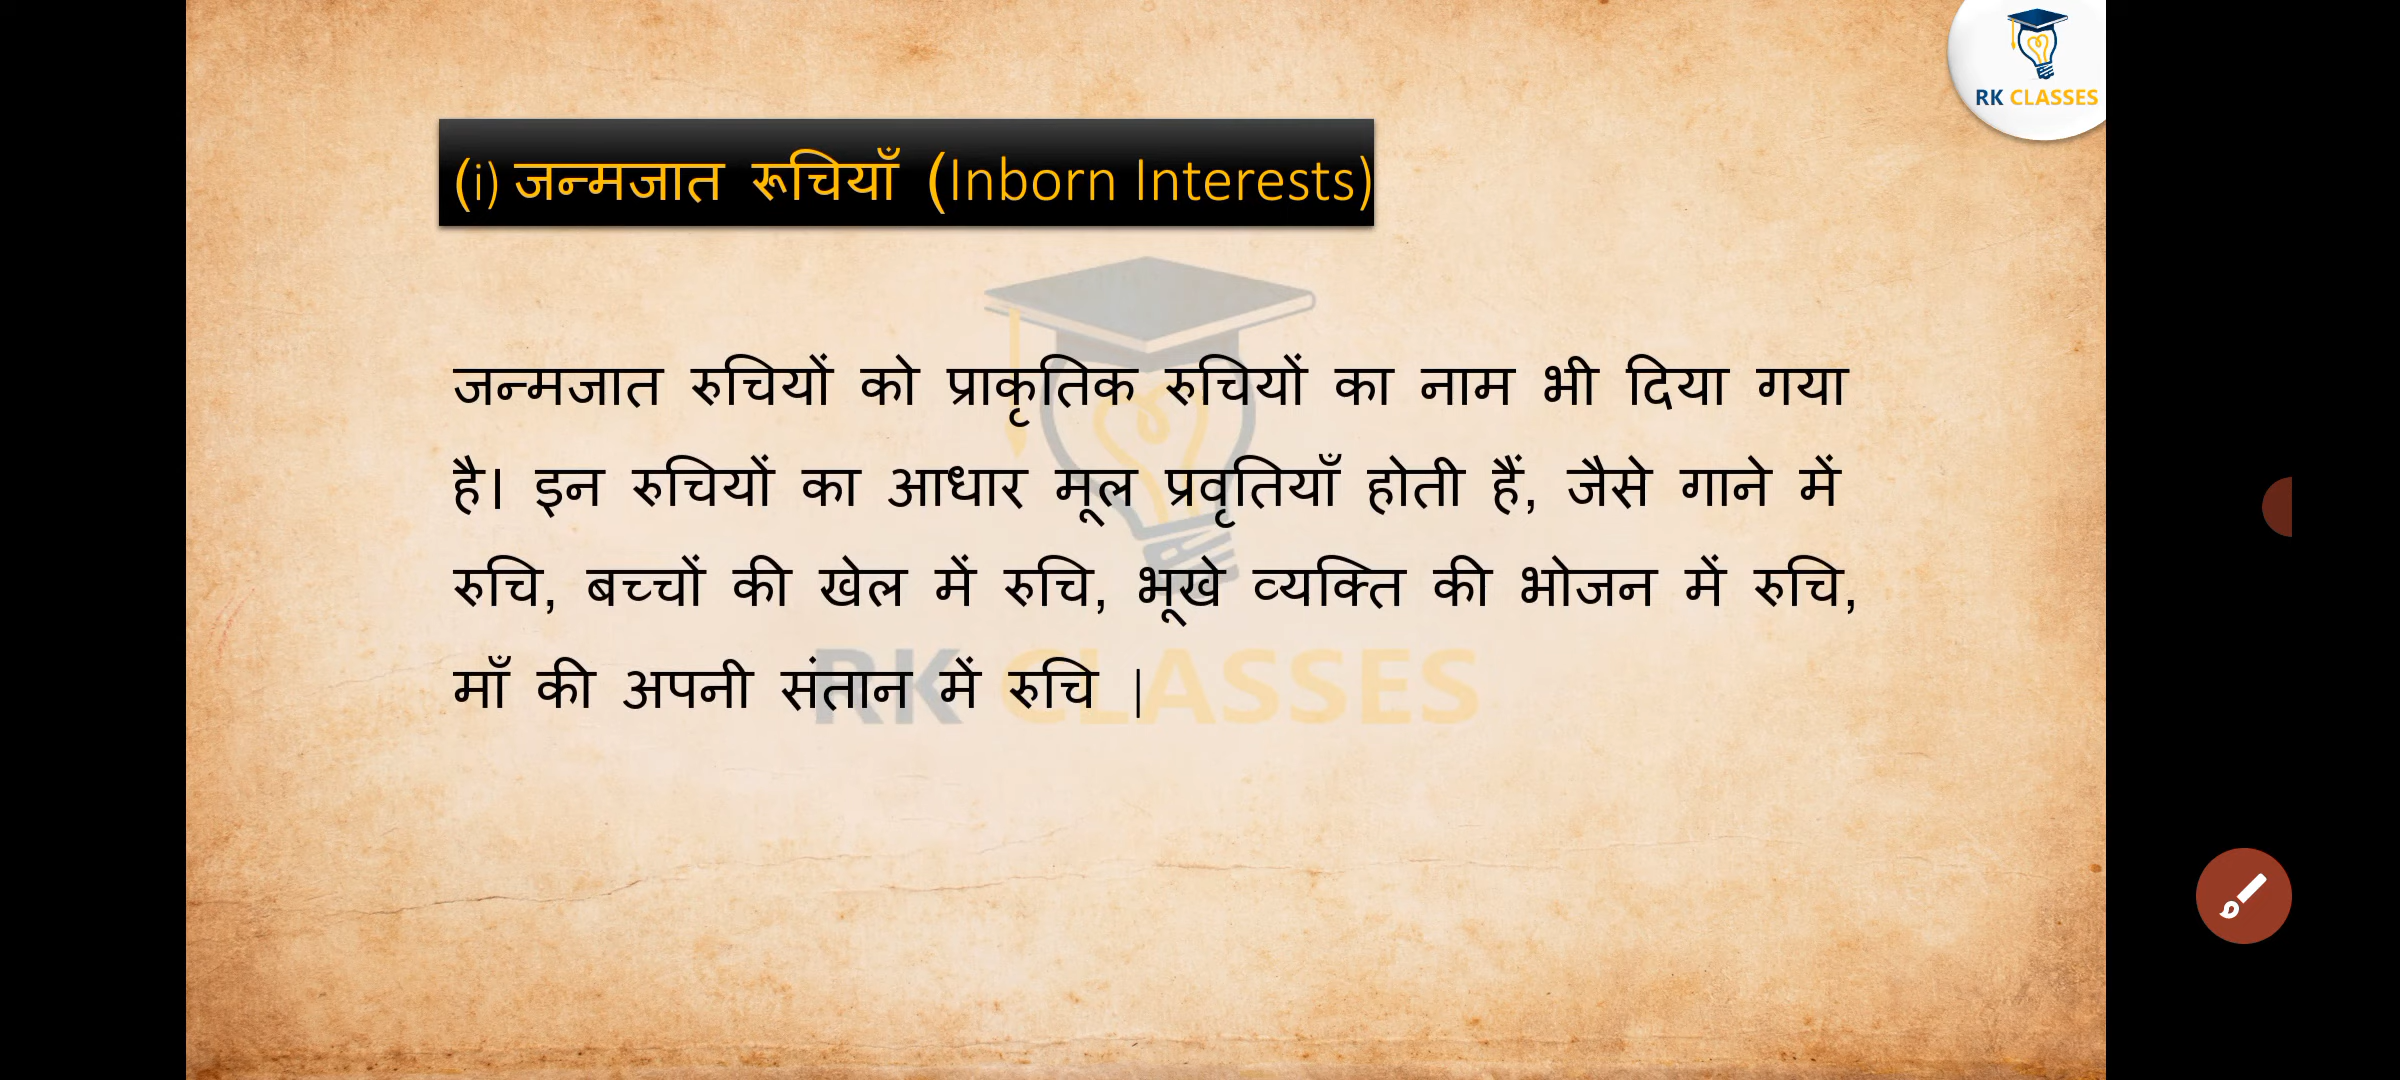 RK CLASSES
(i) जन्मजात रूचियाँ (Inborn Interests)
जन्मजात रुचियों को प्राकृतिक रुचियों का नाम भी दिया गया
है। इन रुचियों का आधार मूल प्रवृतियाँ होती हैं, जैसे गाने में
रुचि, बच्चों की खेल में रुचि, भूखे व्यक्ति की भोजन में रुचि,
माँ की अपनी संतान में रुचि |
RK CLASSES